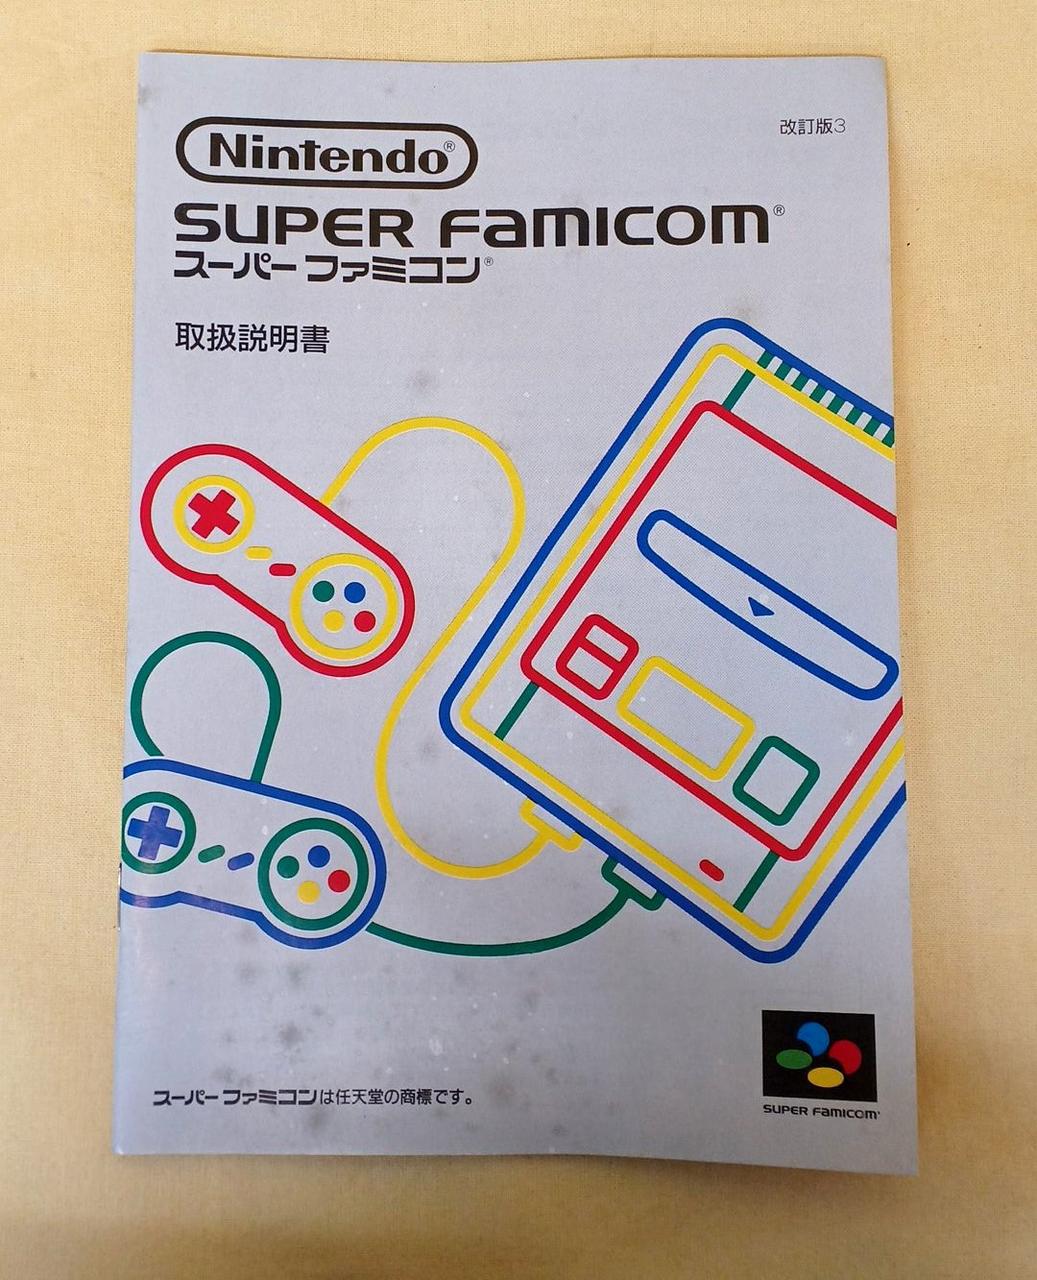 Nintendo®
改訂版3
SUPER FAMICOM®
スーパーファミコン®
取扱説明書
スーパーファミコンは任天堂の商標です。
SUPER FAMICOM